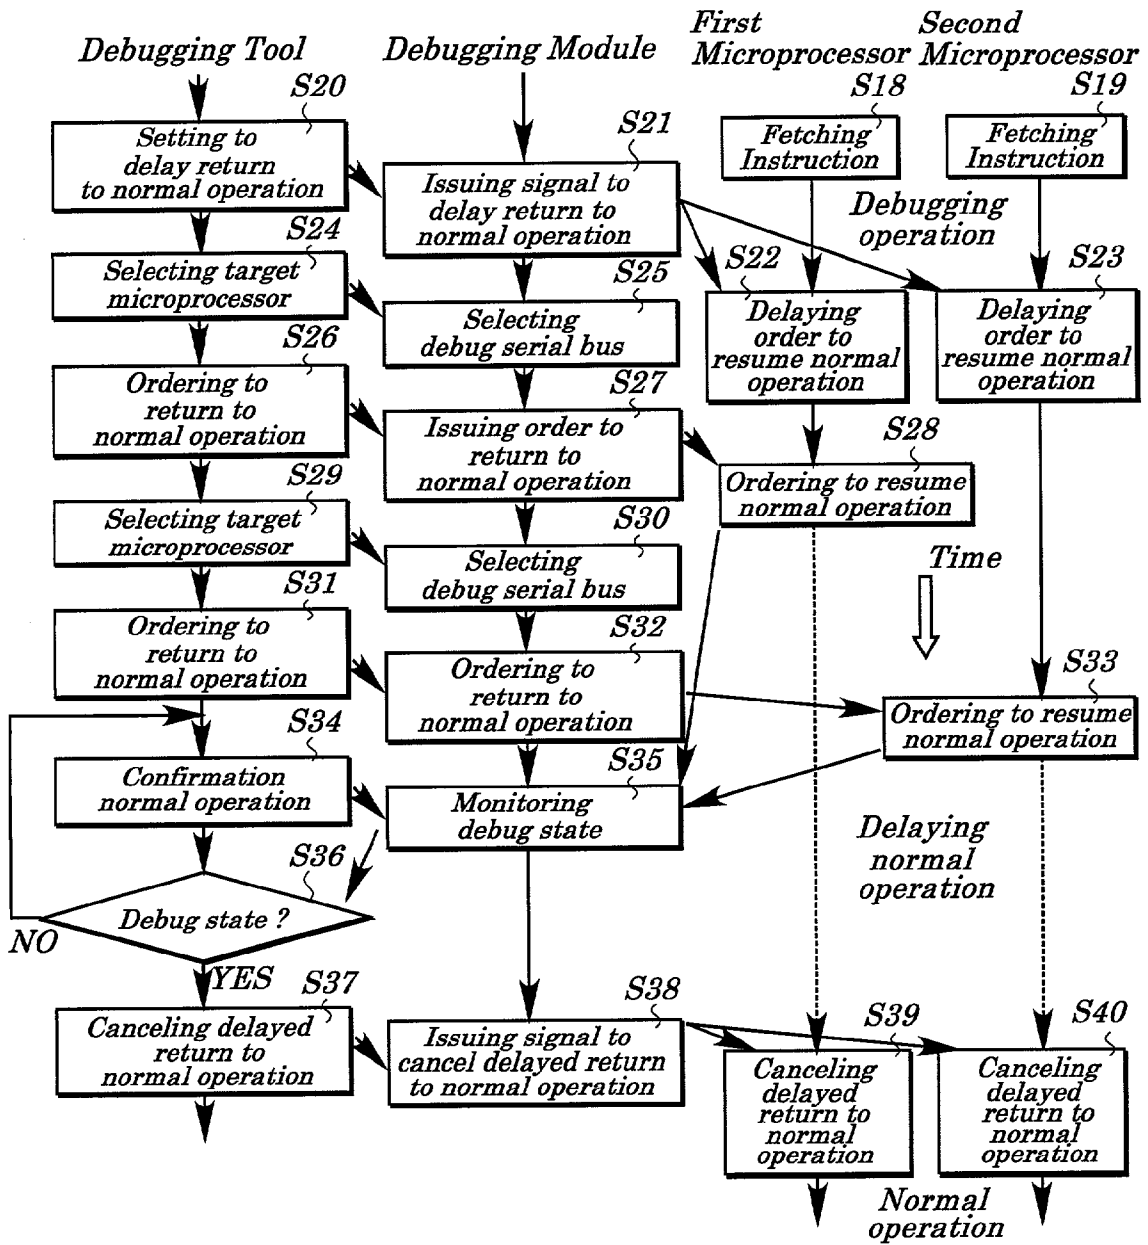 Debugging Tool
Debugging Module
First
Microprocessor
Second
Microprocessor
S20
Setting to
delay return
to normal operation
S21
Issuing signal to
delay return to
normal operation
S18
Fetching
Instruction
S19
Fetching
Instruction
Debugging
operation
S24
Selecting target
microprocessor
S25
Selecting
debug serial bus
S22
Delaying
order to
resume normal
operation
S23
Delaying
order to
resume normal
operation
S26
Ordering to
return to
normal operation
S27
Issuing order to
return to
normal operation
S28
Ordering to resume
normal operation
S29
Selecting target
microprocessor
S30
Selecting
debug serial bus
Time
S31
Ordering to
return to
normal operation
S32
Ordering to
return to
normal operation
S33
Ordering to resume
normal operation
S34
Confirmation
normal operation
S35
Monitoring
debug state
Delaying
normal
operation
S36
Debug state ?
NO
YES
S37
Canceling delayed
return to
normal operation
S38
Issuing signal to
cancel delayed return
to normal operation
S39
Canceling
delayed
return to
normal
operation
S40
Canceling
delayed
return to
normal
operation
Normal
operation